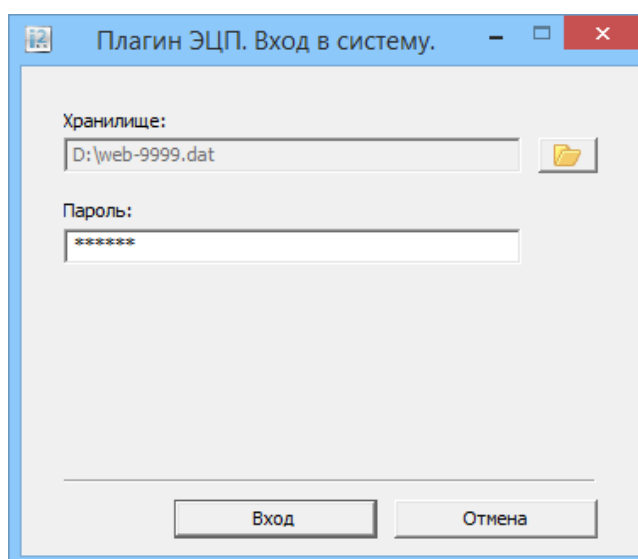 Плагин ЭЦП. Вход в систему.
Хранилище:
D:\web-9999.dat
Пароль:
******
Вход
Отмена